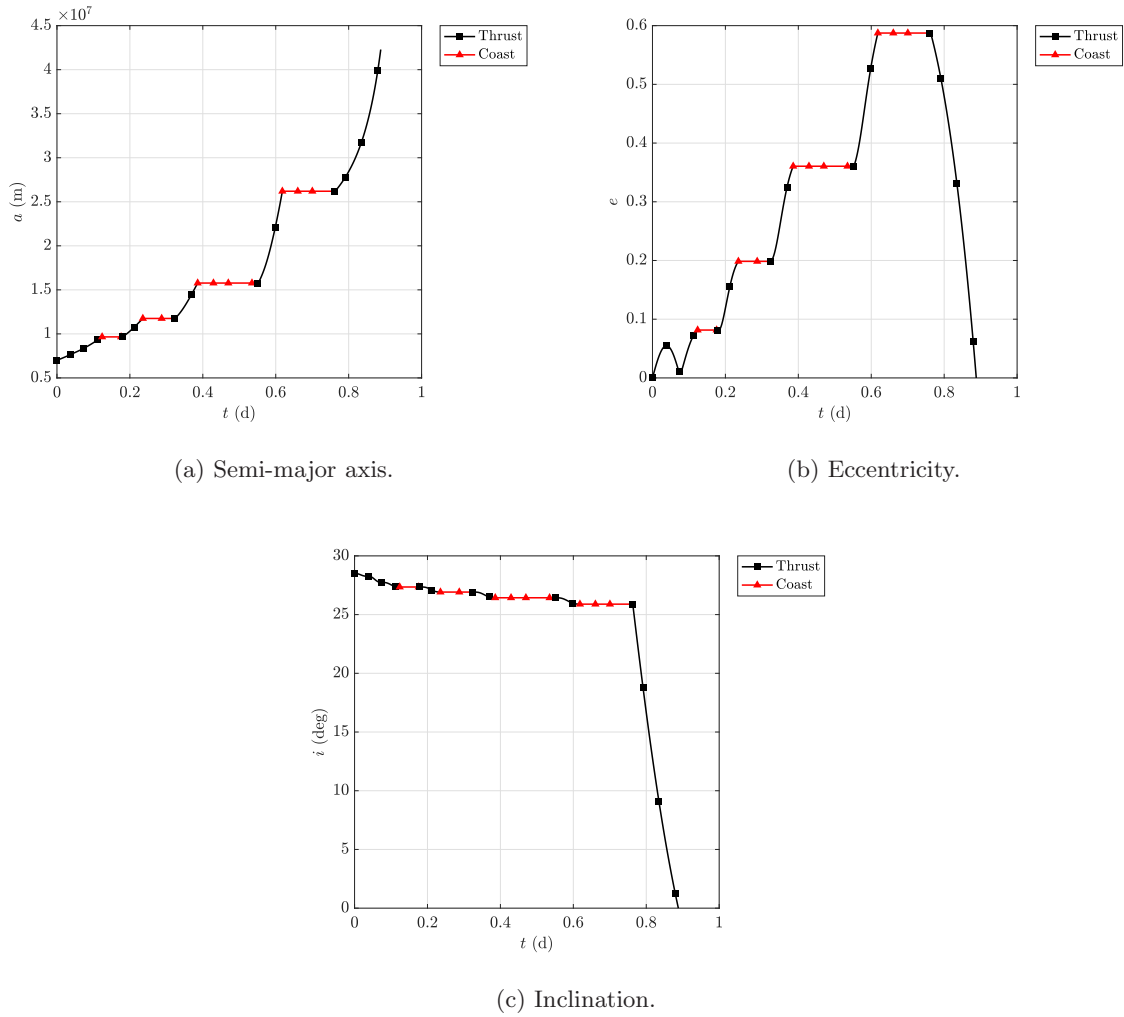 ×10⁷
4.5
4
3.5
3
2.5
2
1.5
1
0.5
0 0.2 0.4 0.6 0.8 1
a (m)
t (d)
Thrust
Coast
(a) Semi-major axis.
0.6
0.5
0.4
0.3
0.2
0.1
0
0 0.2 0.4 0.6 0.8 1
e
t (d)
Thrust
Coast
(b) Eccentricity.
30
25
20
15
10
5
0
0 0.2 0.4 0.6 0.8 1
i (deg)
t (d)
Thrust
Coast
(c) Inclination.